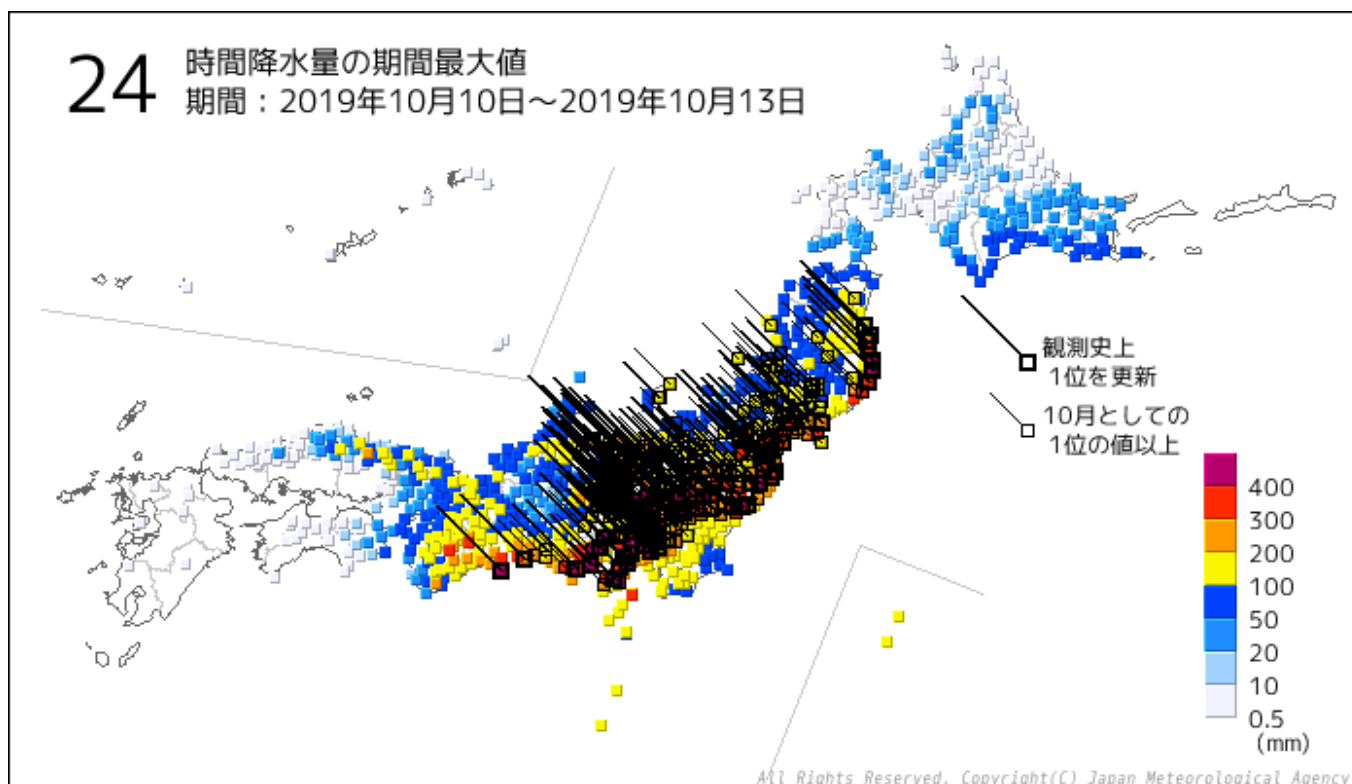 24
時間降水量の期間最大値
期間：2019年10月10日～2019年10月13日
観測史上
1位を更新
10月としての
1位の値以上
400
300
200
100
50
20
10
0.5
(mm)
All Rights Reserved. Copyright(C) Japan Meteorological Agency